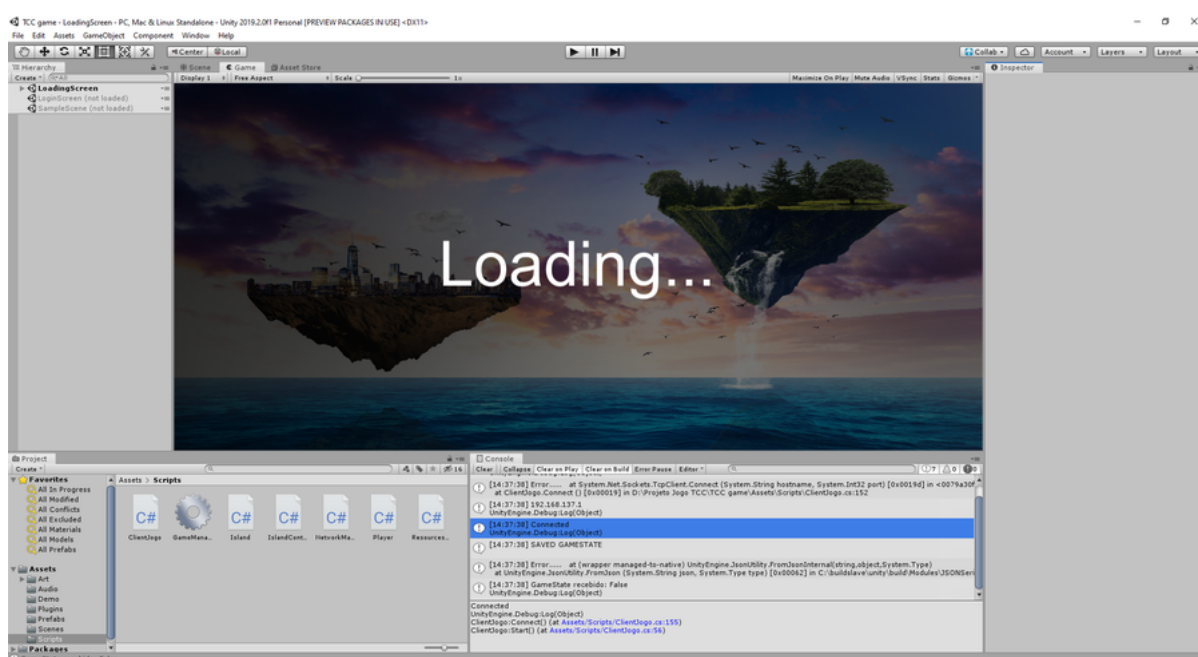 TCC game - LoadingScreen - PC, Mac & Linux Standalone - Unity 2019.2.0f1 Personal [PREVIEW PACKAGES IN USE] <DX11>
File Edit Assets GameObject Component Window Help
Center Local Collab Account Layers Layout
Hierarchy Scene Game Asset Store Inspector
Create All Display 1 Free Aspect Scale 1x Maximize On Play Mute Audio VSync Stats Gizmos
LoadingScreen
LoginScreen (not loaded)
SampleScene (not loaded)
Loading...
Project
Create 16
Favorites
All In Progress
All Modified
All Conflicts
All Excluded
All Materials
All Models
All Prefabs
Assets
Art
Audio
Demo
Plugins
Prefabs
Scenes
Scripts
Packages
Assets > Scripts
C# C# C# C# C# C#
ClientJogo GameMana... Island IslandCont... NetworkMa... Player Resources...
Console
Clear Collapse Clear on Play Clear on Build Error Pause Editor 7 0 0
[14:37:38] Error...... at System.Net.Sockets.TcpClient.Connect (System.String hostname, System.Int32 port) [0x0019d] in <0079a30f
at ClientJogo.Connect () [0x00019] in D:\Projeto Jogo TCC\TCC game\Assets\Scripts\ClientJogo.cs:152
[14:37:38] 192.168.137.1
UnityEngine.Debug:Log(Object)
[14:37:38] Connected
UnityEngine.Debug:Log(Object)
[14:37:38] SAVED GAMESTATE
[14:37:38] Error...... at (wrapper managed-to-native) UnityEngine.JsonUtility.FromJsonInternal(string,object,System.Type)
at UnityEngine.JsonUtility.FromJson (System.String json, System.Type type) [0x00062] in C:\buildslave\unity\build\Modules\JSONSeri
[14:37:38] GameState recebido: False
UnityEngine.Debug:Log(Object)
Connected
UnityEngine.Debug:Log(Object)
ClientJogo:Connect() (at Assets/Scripts/ClientJogo.cs:155)
ClientJogo:Start() (at Assets/Scripts/ClientJogo.cs:56)